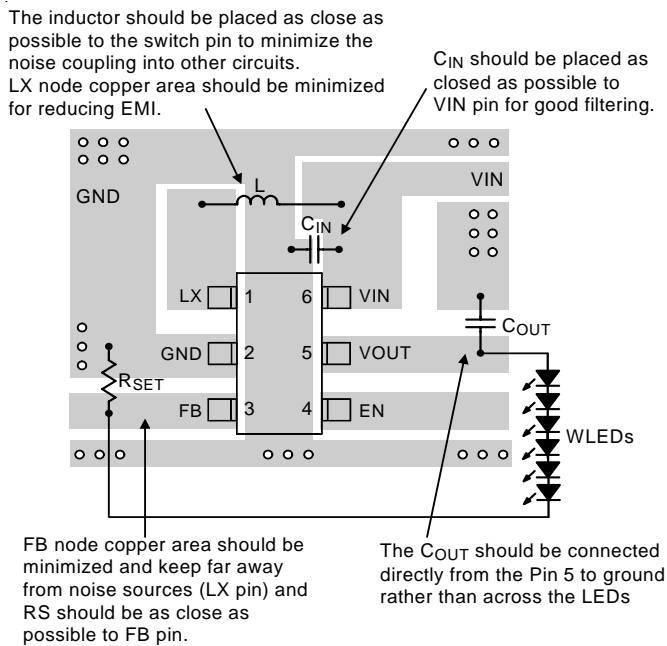 The inductor should be placed as close as
possible to the switch pin to minimize the
noise coupling into other circuits.
LX node copper area should be minimized
for reducing EMI.
CIN should be placed as
closed as possible to
VIN pin for good filtering.
GND
L
VIN
CIN
LX 1 6 VIN
COUT
GND 2 5 VOUT
RSET
FB 3 4 EN
WLEDs
FB node copper area should be
minimized and keep far away
from noise sources (LX pin) and
RS should be as close as
possible to FB pin.
The COUT should be connected
directly from the Pin 5 to ground
rather than across the LEDs